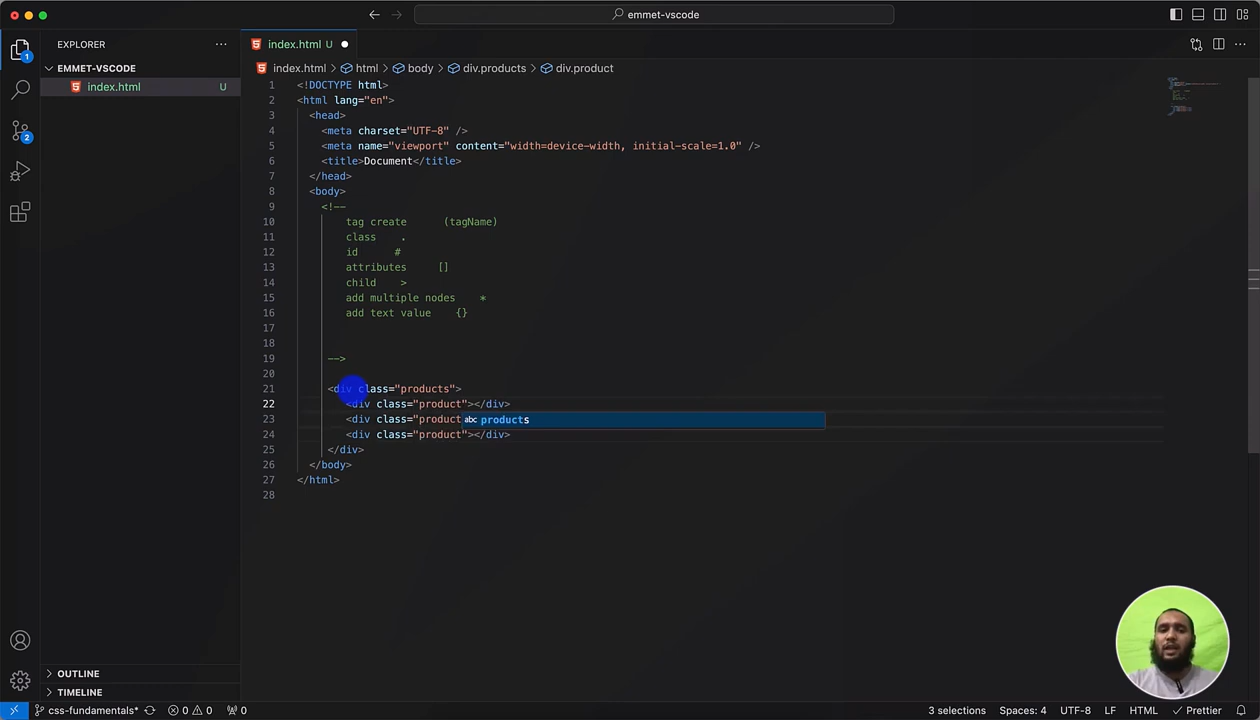 emmet-vscode
EXPLORER
EMMET-VSCODE
index.html U
1
2
index.html U
index.html > html > body > div.products > div.product
1 <!DOCTYPE html>
2 <html lang="en">
3 <head>
4 <meta charset="UTF-8" />
5 <meta name="viewport" content="width=device-width, initial-scale=1.0" />
6 <title>Document</title>
7 </head>
8 <body>
9 <!--
10 tag create (tagName)
11 class .
12 id #
13 attributes []
14 child >
15 add multiple nodes *
16 add text value {}
17
18
19 -->
20
21 <div class="products">
22 <div class="product"></div>
23 <div class="product
abc products
24 <div class="product"></div>
25 </div>
26 </body>
27 </html>
28
OUTLINE
TIMELINE
css-fundamentals* 0 0 0 3 selections Spaces: 4 UTF-8 LF HTML Prettier